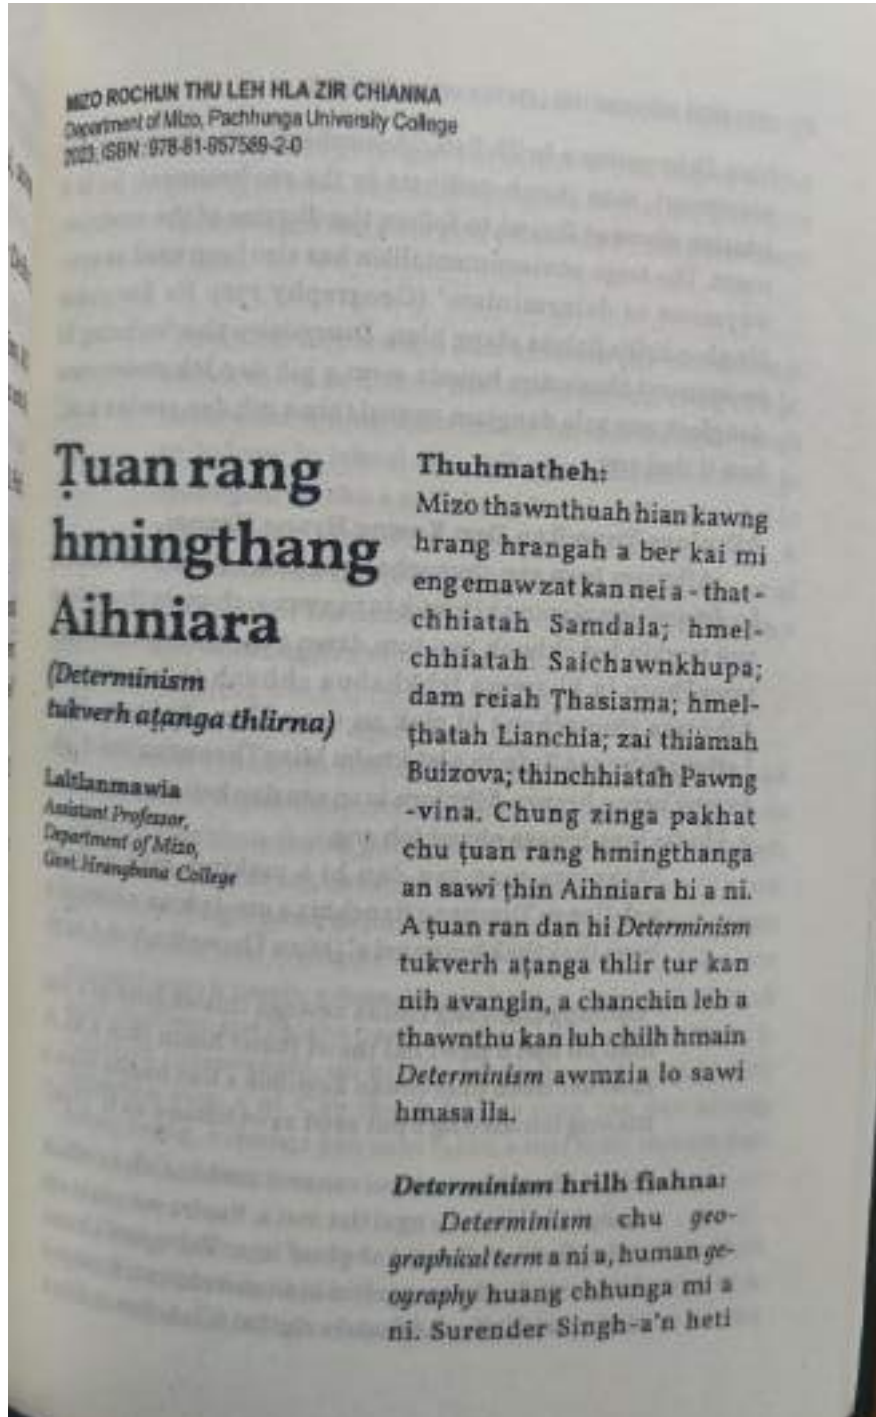 MIZO ROCHUN THU LEH HLA ZIR CHIANNA
Department of Mizo, Pachhunga University College
2023, ISBN : 978-81-957569-2-0
Ṭuan rang
hmingthang
Aihniara
(Determinism
tukverh aṭanga thlirna)
Laltlanmawia
Assistant Professor,
Department of Mizo,
Govt. Hrangbana College
Thuhmatheh:
Mizo thawnthuah hian kawng
hrang hrangah a ber kai mi
engemaw zat kan nei a - that-
chhiatah Samdala; hmel-
chhiatah Saichawnkhupa;
dam reiah Ṭhasiama; hmel-
ṭhatah Lianchia; zai thiamah
Buizova; thinchhiatah Pawng
-vina. Chung zinga pakhat
chu ṭuan rang hmingthanga
an sawi ṭhin Aihniara hi a ni.
A ṭuan ran dan hi Determinism
tukverh aṭanga thlir tur kan
nih avangin, a chanchin leh a
thawnthu kan luh chilh hmain
Determinism awmzia lo sawi
hmasa ila.
Determinism hrilh fiahna:
Determinism chu geo-
graphical term a ni a, human ge-
ography huang chhunga mi a
ni. Surender Singh-a'n heti